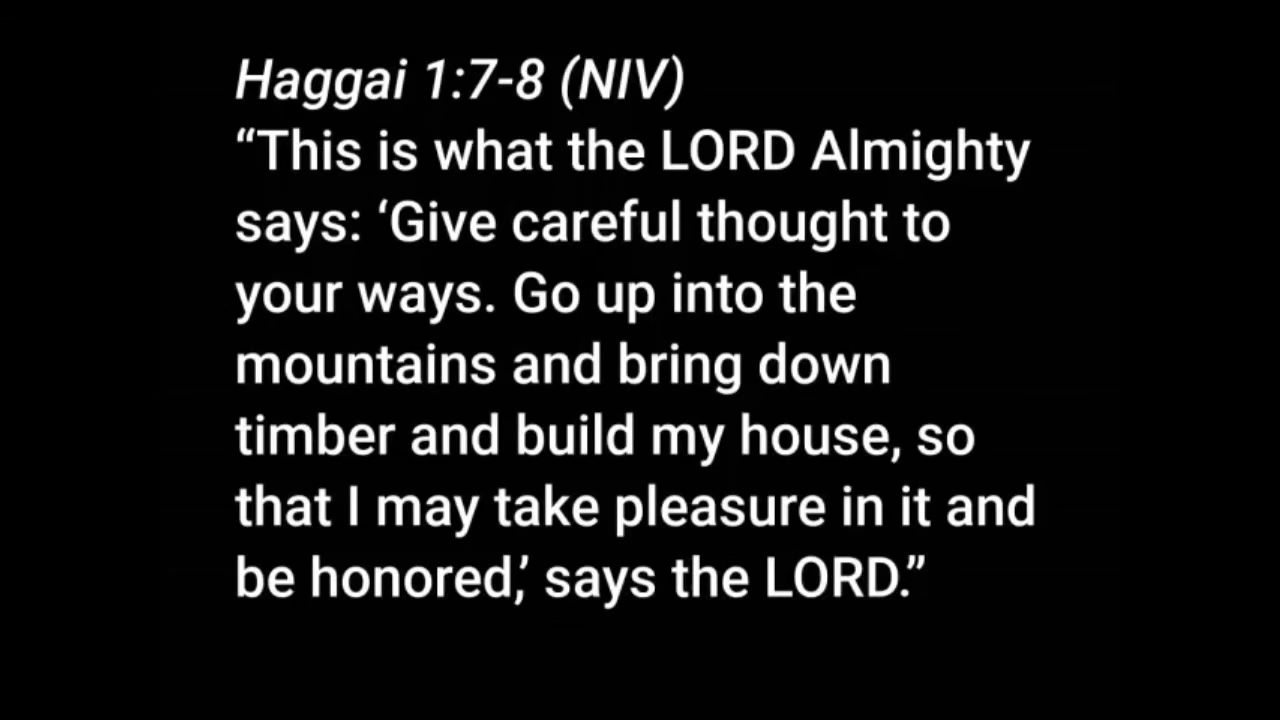 Haggai 1:7-8 (NIV)
“This is what the LORD Almighty
says: ‘Give careful thought to
your ways. Go up into the
mountains and bring down
timber and build my house, so
that I may take pleasure in it and
be honored,’ says the LORD.”